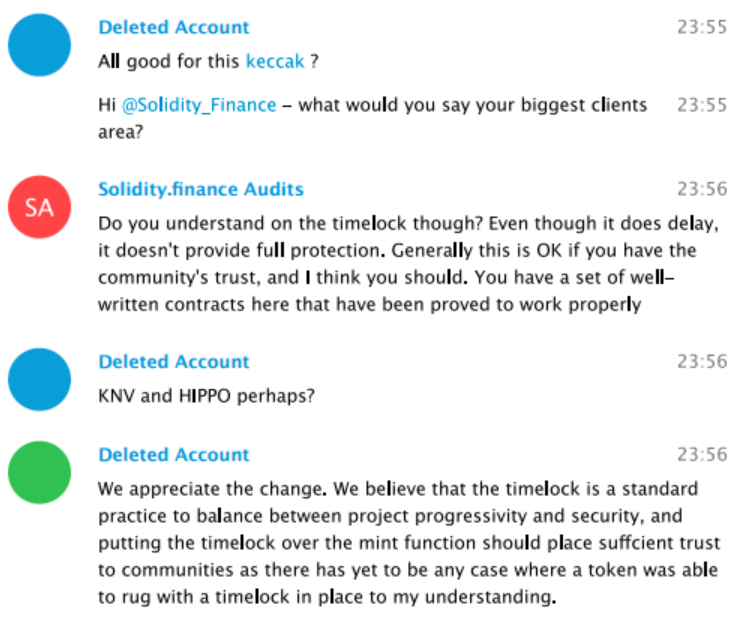 Deleted Account 23:55
All good for this keccak ?
Hi @Solidity_Finance – what would you say your biggest clients 23:55
area?
SA
Solidity.finance Audits 23:56
Do you understand on the timelock though? Even though it does delay,
it doesn't provide full protection. Generally this is OK if you have the
community's trust, and I think you should. You have a set of well–
written contracts here that have been proved to work properly
Deleted Account 23:56
KNV and HIPPO perhaps?
Deleted Account 23:56
We appreciate the change. We believe that the timelock is a standard
practice to balance between project progressivity and security, and
putting the timelock over the mint function should place suffcient trust
to communities as there has yet to be any case where a token was able
to rug with a timelock in place to my understanding.